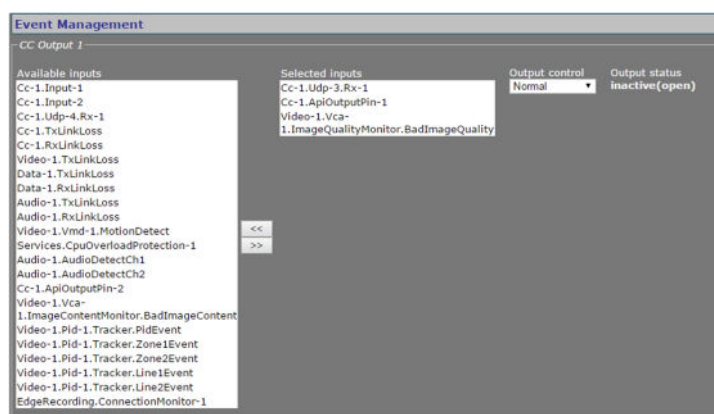 Event Management
CC Output 1
Available inputs
Cc-1.Input-1
Cc-1.Input-2
Cc-1.Udp-4.Rx-1
Cc-1.TxLinkLoss
Cc-1.RxLinkLoss
Video-1.TxLinkLoss
Data-1.TxLinkLoss
Data-1.RxLinkLoss
Audio-1.TxLinkLoss
Audio-1.RxLinkLoss
Video-1.Vmd-1.MotionDetect
Services.CpuOverloadProtection-1
Audio-1.AudioDetectCh1
Audio-1.AudioDetectCh2
Cc-1.ApiOutputPin-2
Video-1.Vca-
1.ImageContentMonitor.BadImageContent
Video-1.Pid-1.Tracker.PidEvent
Video-1.Pid-1.Tracker.Zone1Event
Video-1.Pid-1.Tracker.Zone2Event
Video-1.Pid-1.Tracker.Line1Event
Video-1.Pid-1.Tracker.Line2Event
EdgeRecording.ConnectionMonitor-1
<<
>>
Selected inputs
Cc-1.Udp-3.Rx-1
Cc-1.ApiOutputPin-1
Video-1.Vca-
1.ImageQualityMonitor.BadImageQuality
Output control
Normal
Output status
inactive(open)